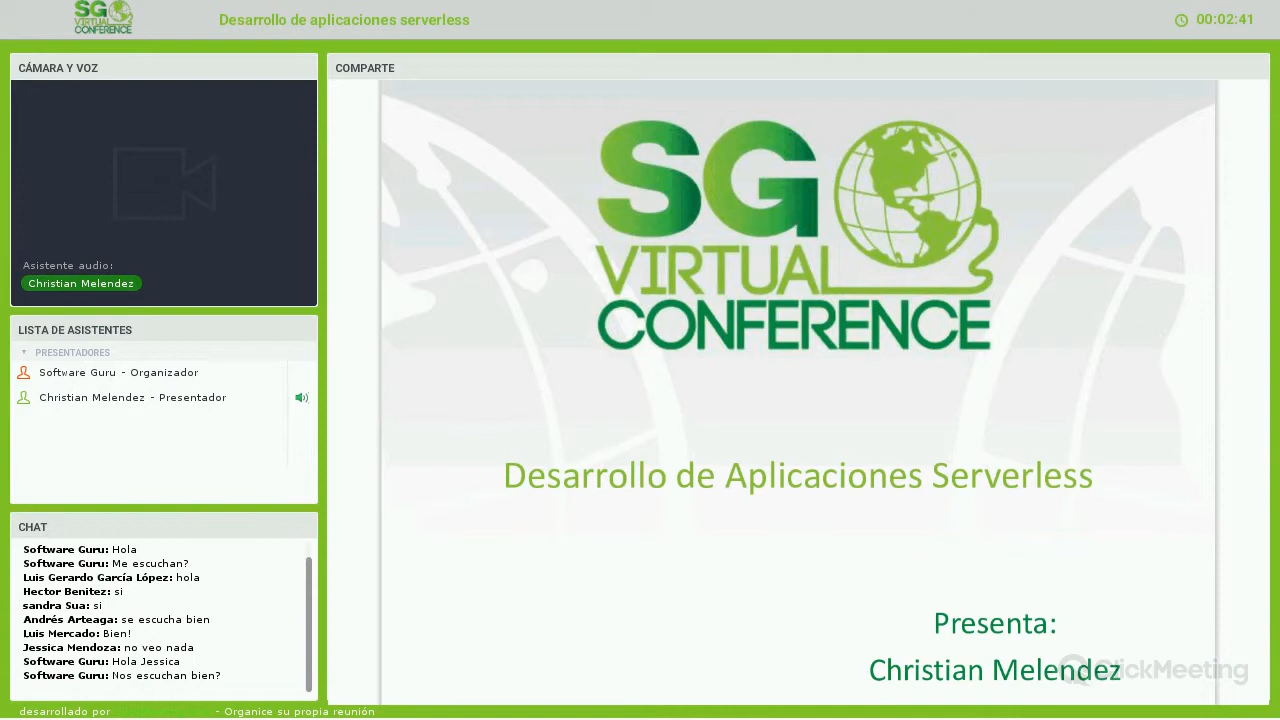 SG
VIRTUAL
CONFERENCE
Desarrollo de aplicaciones serverless
00:02:41
CÁMARA Y VOZ
Asistente audio:
Christian Melendez
LISTA DE ASISTENTES
PRESENTADORES
Software Guru - Organizador
Christian Melendez - Presentador
CHAT
Software Guru: Hola
Software Guru: Me escuchan?
Luis Gerardo García López: hola
Hector Benitez: si
sandra Sua: si
Andrés Arteaga: se escucha bien
Luis Mercado: Bien!
Jessica Mendoza: no veo nada
Software Guru: Hola Jessica
Software Guru: Nos escuchan bien?
desarrollado por - Organice su propia reunión
COMPARTE
SG
VIRTUAL
CONFERENCE
Desarrollo de Aplicaciones Serverless
Presenta:
Christian Melendez
ClickMeeting